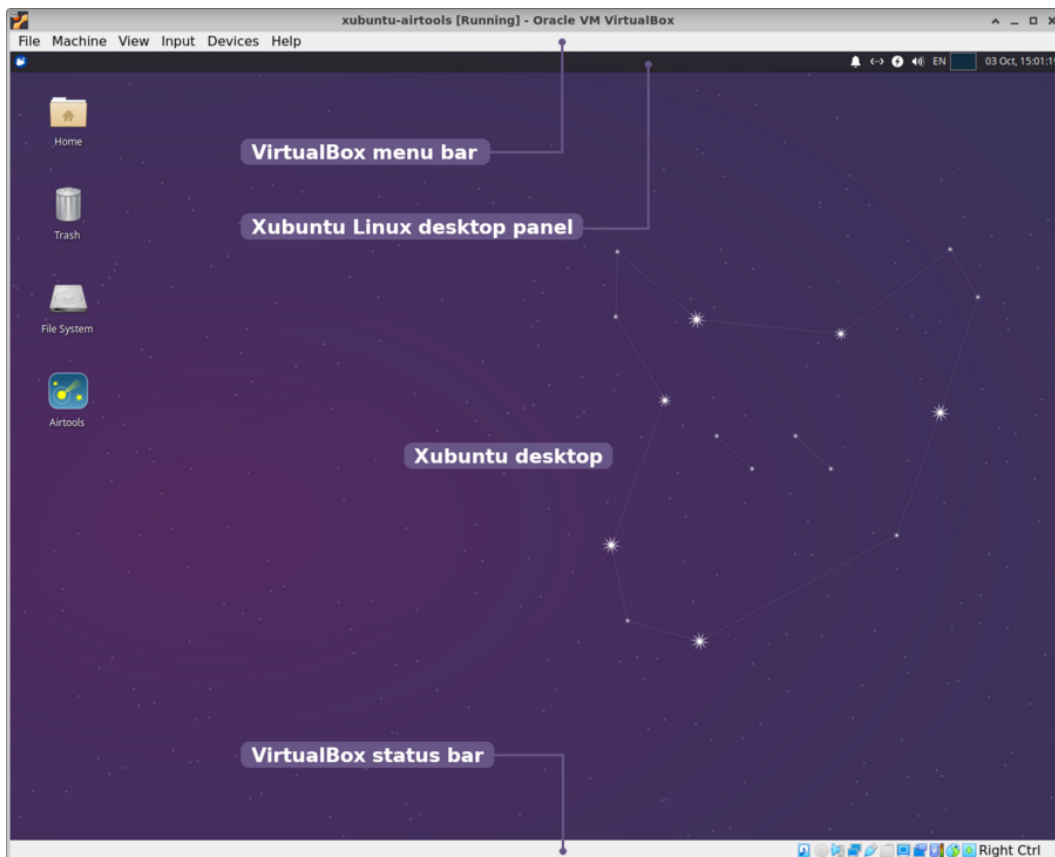 xubuntu-airtools [Running] - Oracle VM VirtualBox
File Machine View Input Devices Help
EN 03 Oct, 15:01:19
Home
VirtualBox menu bar
Xubuntu Linux desktop panel
Trash
File System
Airtools
Xubuntu desktop
VirtualBox status bar
Right Ctrl